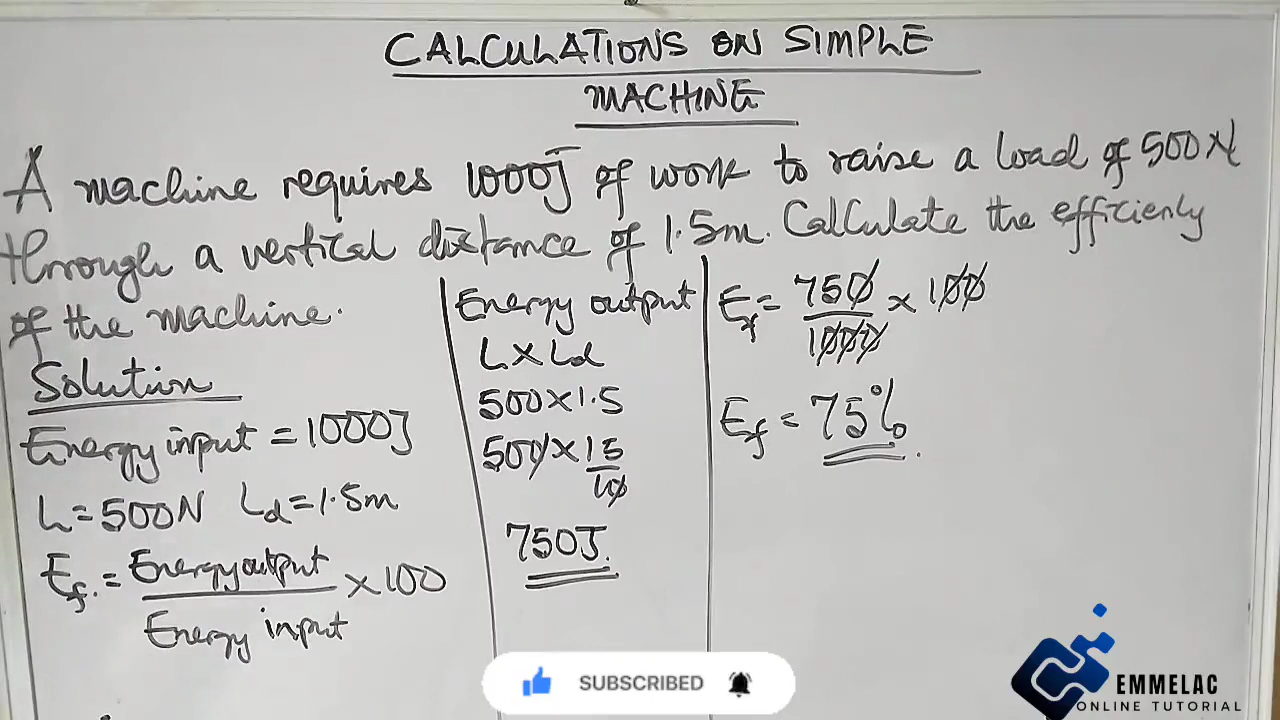 CALCULATIONS ON SIMPLE
MACHINE
A machine requires 1000J of work to raise a load of 500N
through a vertical distance of 1.5m. Calculate the efficiency
of the machine.
Solution
Energy input = 1000J
L = 500N Ld = 1.5m
Ef. = Energy output / Energy input × 100
Energy output
L × Ld
500 × 1.5
500 × 15/10
750J.
Ef = 750/1000 × 100
Ef = 75%.
SUBSCRIBED
EMMELAC
ONLINE TUTORIAL